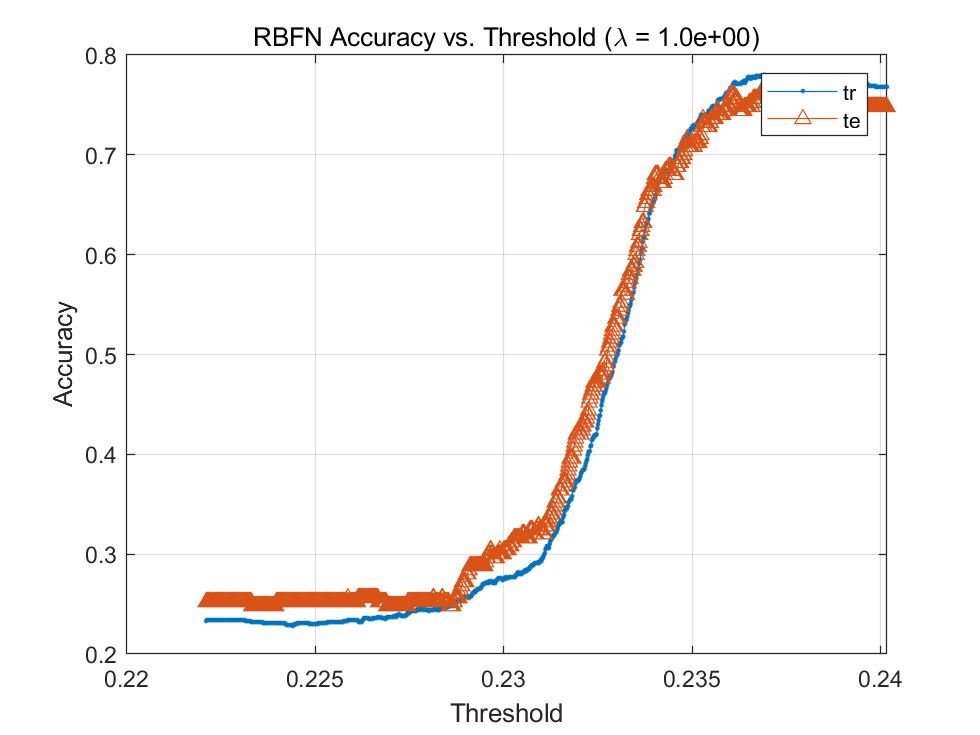 RBFN Accuracy vs. Threshold (λ = 1.0e+00)
0.8
0.7
0.6
0.5
0.4
0.3
0.2
Accuracy
tr
te
0.22 0.225 0.23 0.235 0.24
Threshold